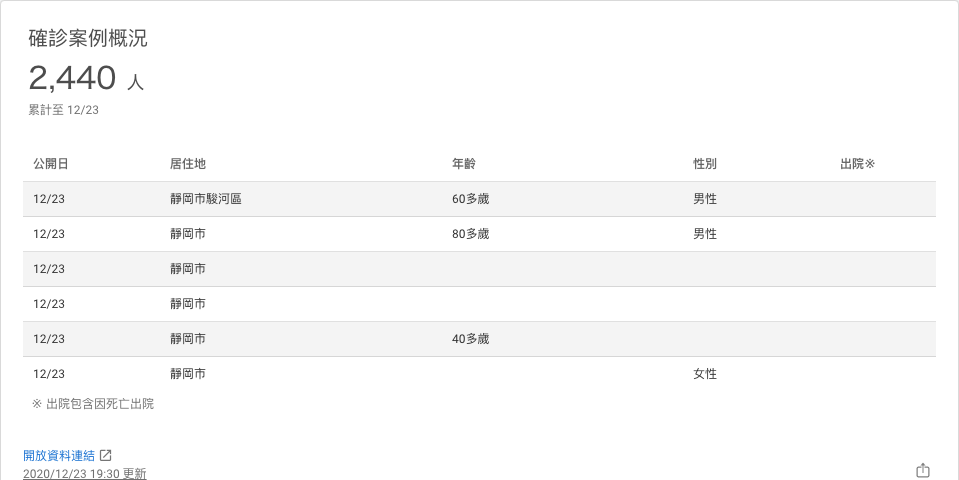 確診案例概況
2,440 人
累計至 12/23
公開日 居住地 年齡 性別 出院※
12/23 靜岡市駿河區 60多歲 男性
12/23 靜岡市 80多歲 男性
12/23 靜岡市
12/23 靜岡市
12/23 靜岡市 40多歲
12/23 靜岡市 女性
※ 出院包含因死亡出院
開放資料連結
2020/12/23 19:30 更新